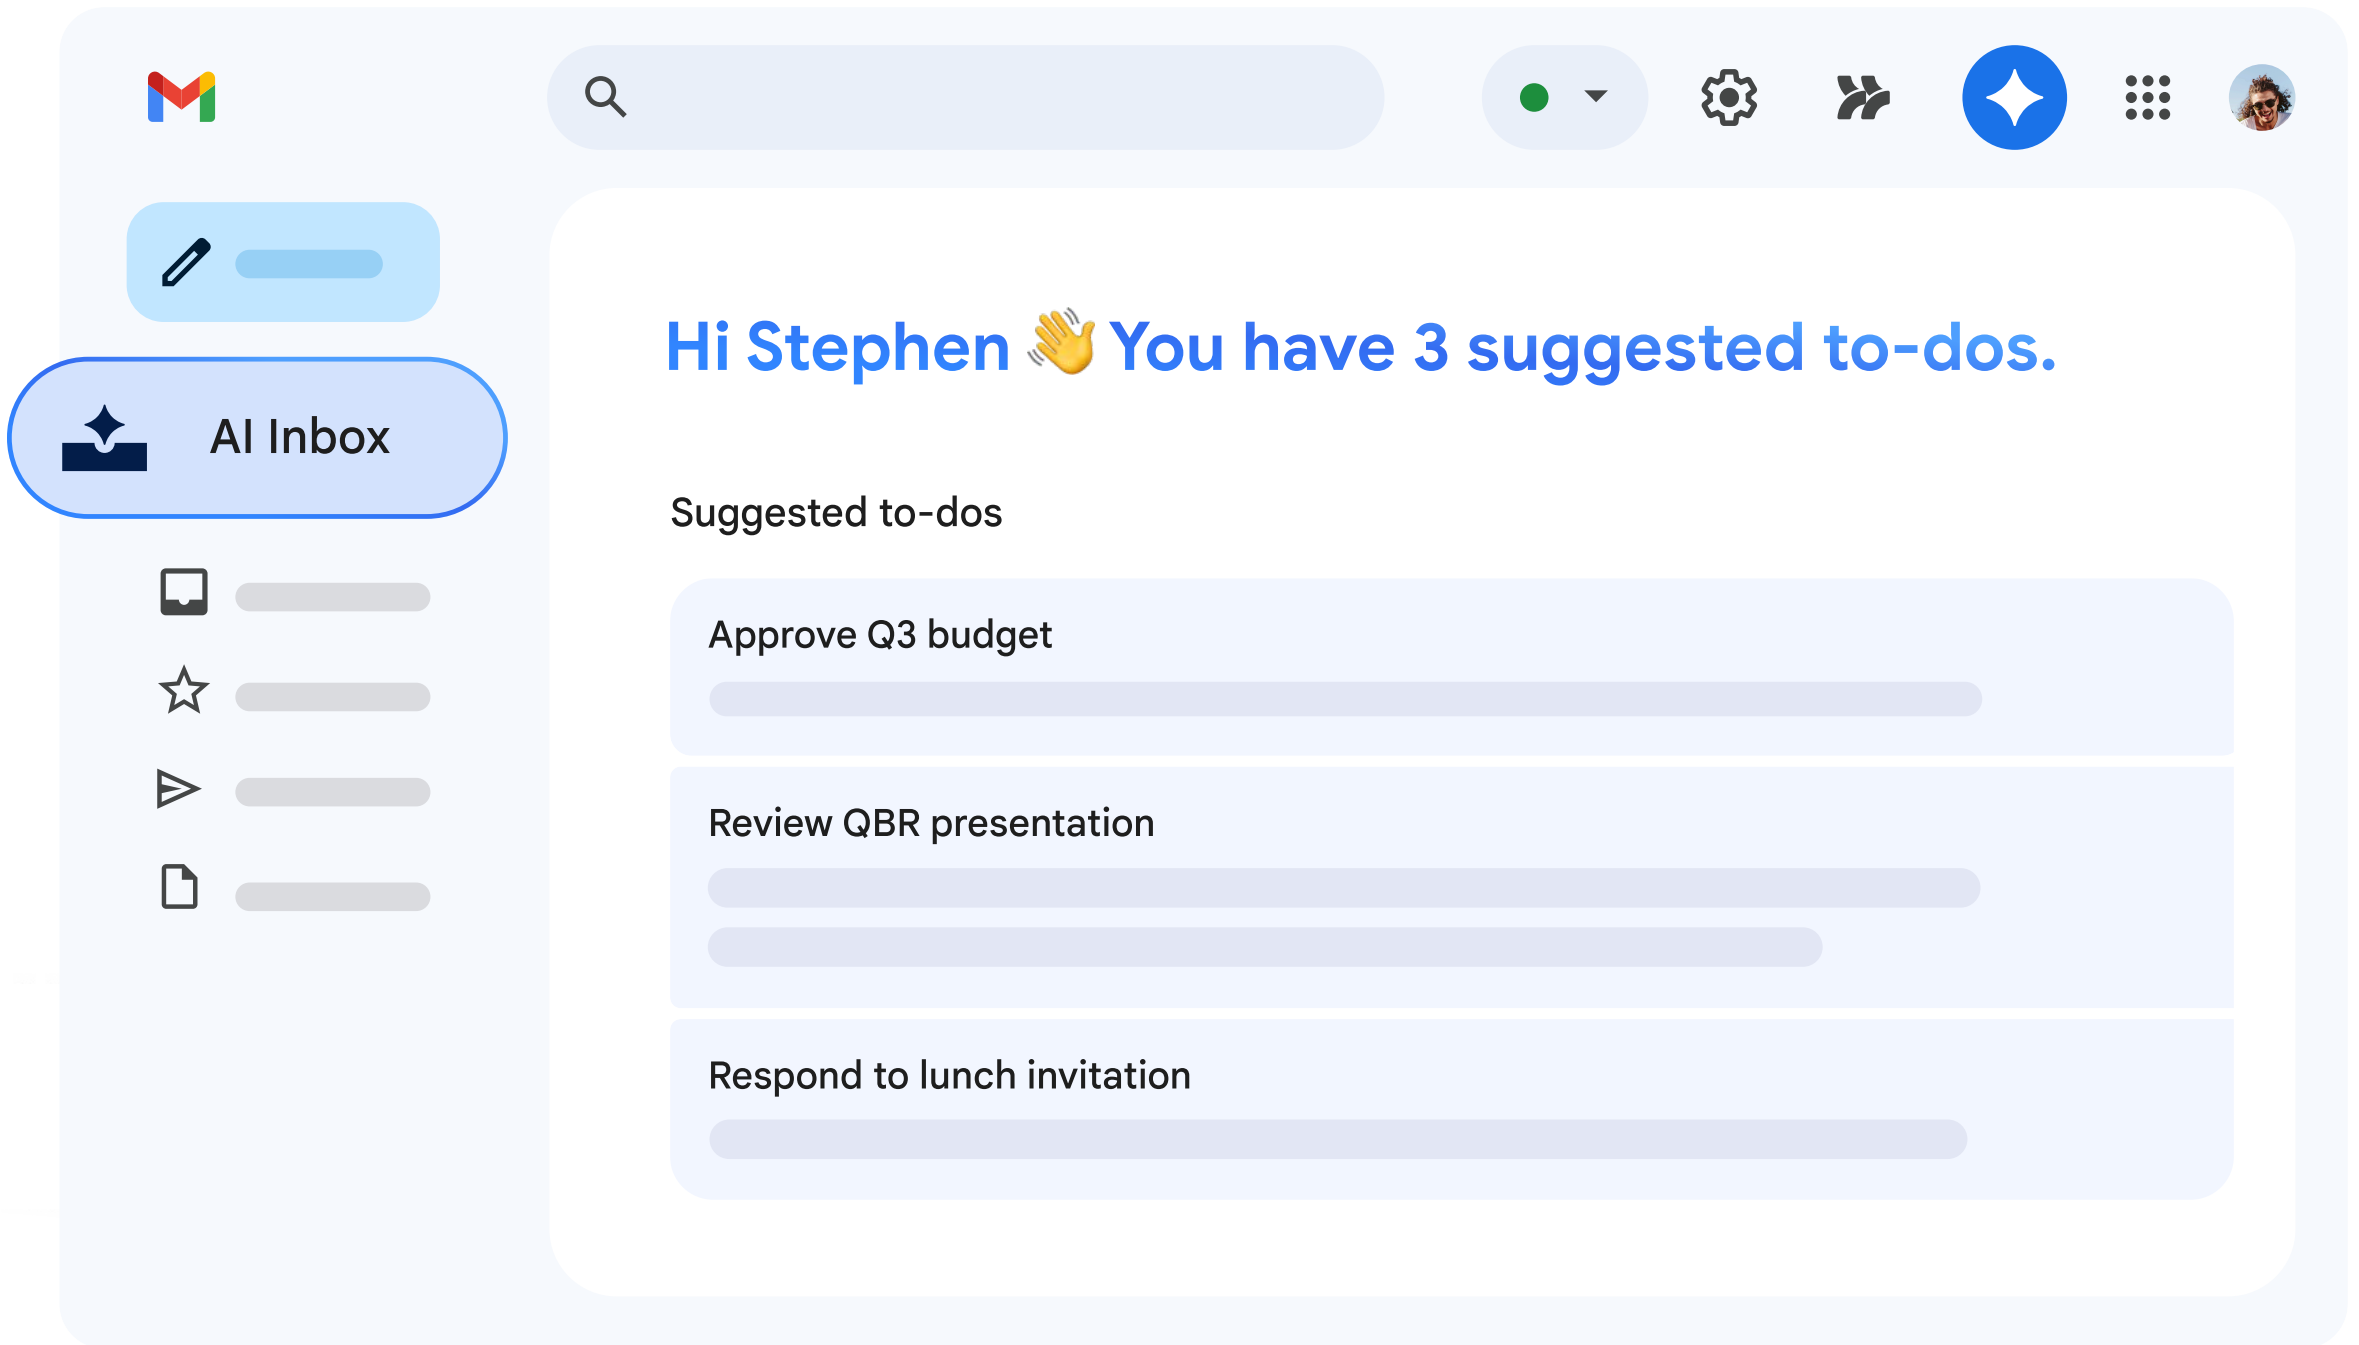 AI Inbox
Hi Stephen 👋 You have 3 suggested to-dos.
Suggested to-dos
Approve Q3 budget
Review QBR presentation
Respond to lunch invitation